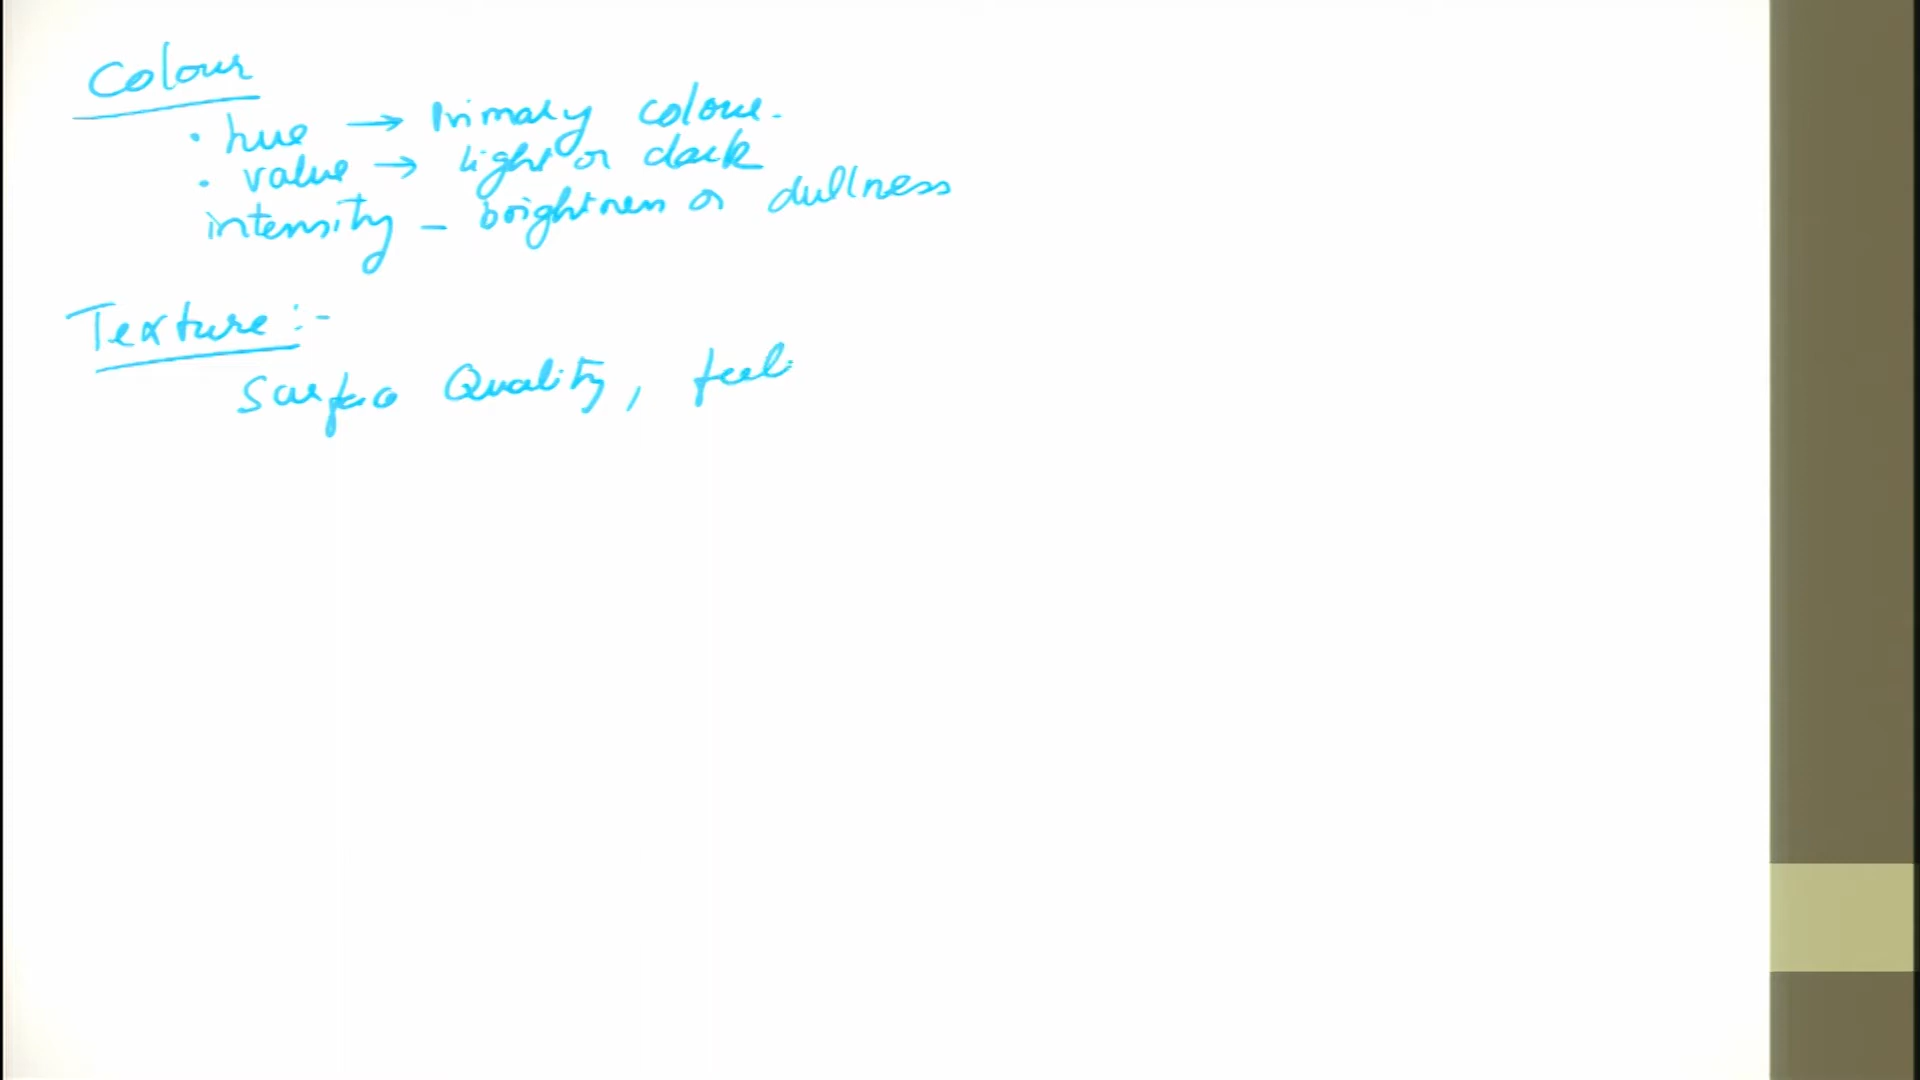 Colour
• hue → Primary colour.
• value → light or dark
intensity – brightness or dullness
Texture :-
Surface Quality, feel